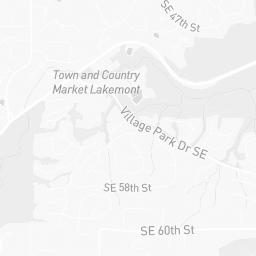 SE 47th St
Town and Country
Market Lakemont
Village Park Dr SE
SE 58th St
SE 60th St